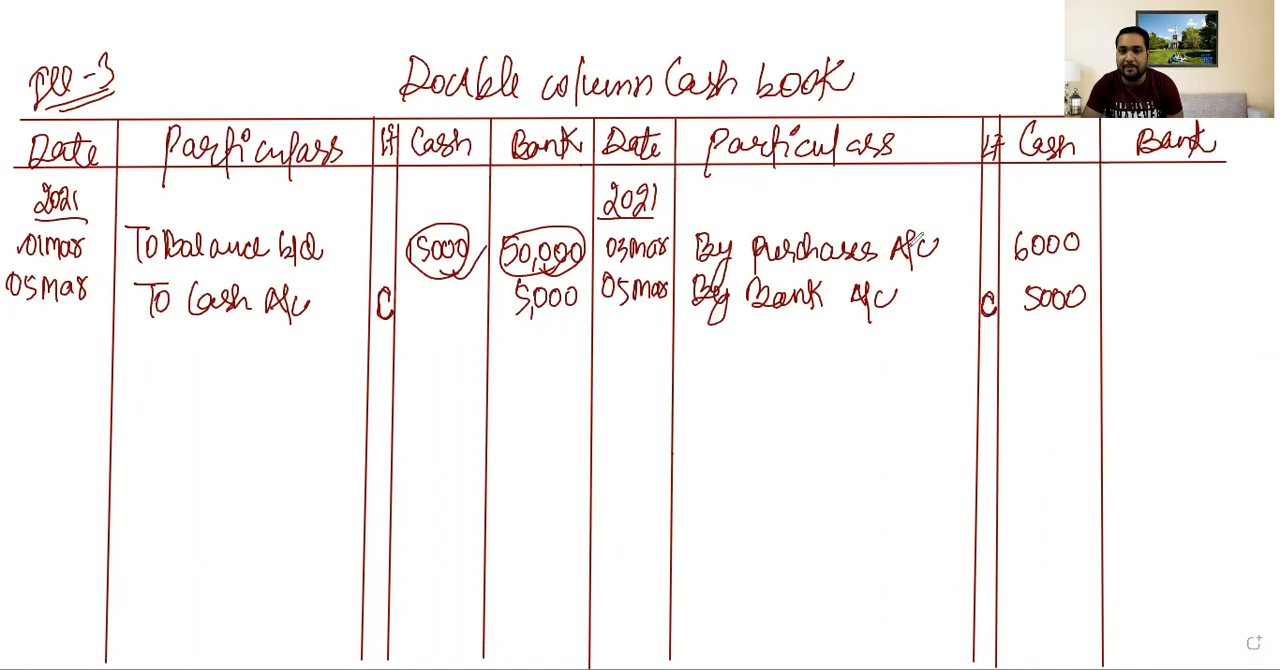 Ill-3
Double column Cash book
Date Particulars Lf Cash Bank Date Particulars Lf Cash Bank
2021 2021
01 Mar To Balance b/d 15000 50,000 03 Mar By Purchases A/c 6000
05 Mar To Cash A/c C 5,000 05 Mar By Bank A/c C 5000